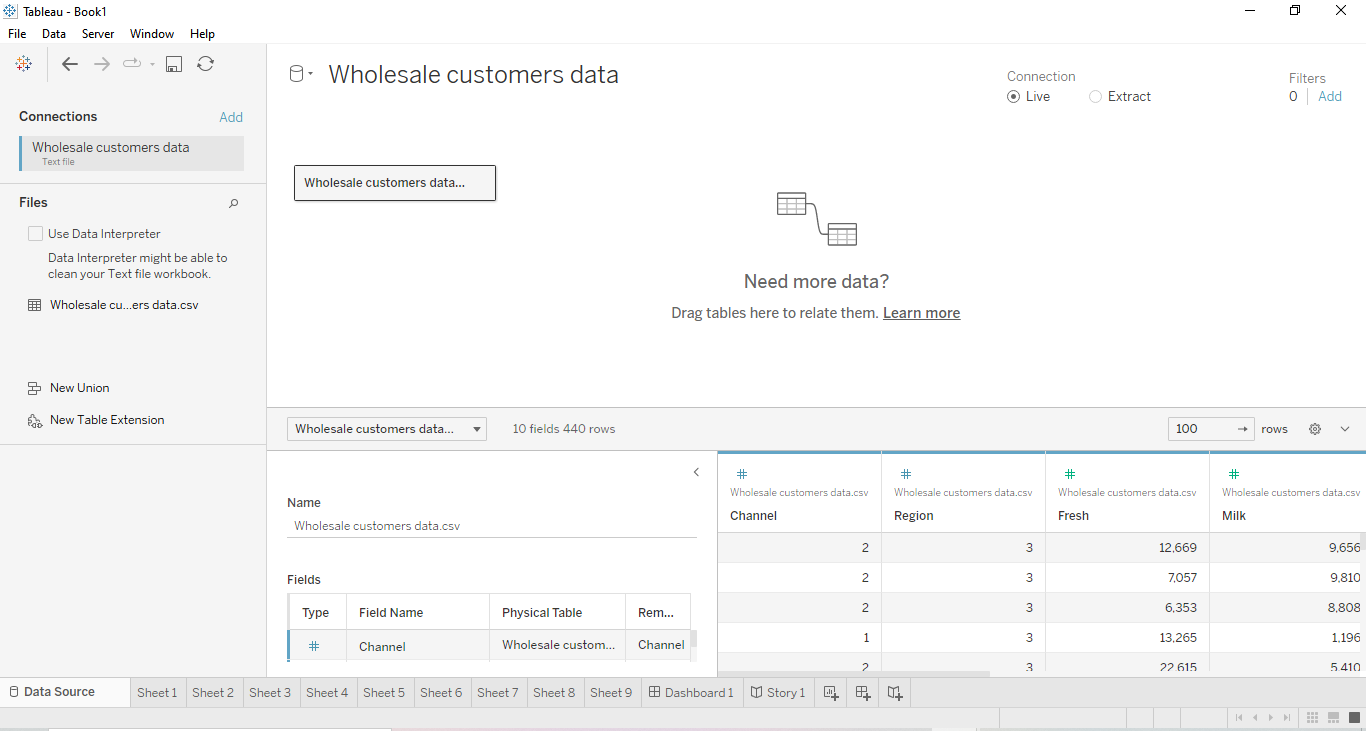 Tableau - Book1
File Data Server Window Help
Connections Add
Wholesale customers data
Text file
Files
Use Data Interpreter
Data Interpreter might be able to
clean your Text file workbook.
Wholesale cu...ers data.csv
New Union
New Table Extension
Wholesale customers data
Connection
Live Extract
Filters
0 Add
Wholesale customers data...
Need more data?
Drag tables here to relate them. Learn more
Wholesale customers data... 10 fields 440 rows 100 rows
Name
Wholesale customers data.csv
Fields
Type Field Name Physical Table Rem...
Channel Wholesale custom... Channel
Wholesale customers data.csv Wholesale customers data.csv Wholesale customers data.csv Wholesale customers data.csv
Channel Region Fresh Milk
2 3 12,669 9,656
2 3 7,057 9,810
2 3 6,353 8,808
1 3 13,265 1,196
2 3 22,615 5,410
Data Source Sheet 1 Sheet 2 Sheet 3 Sheet 4 Sheet 5 Sheet 6 Sheet 7 Sheet 8 Sheet 9 Dashboard 1 Story 1